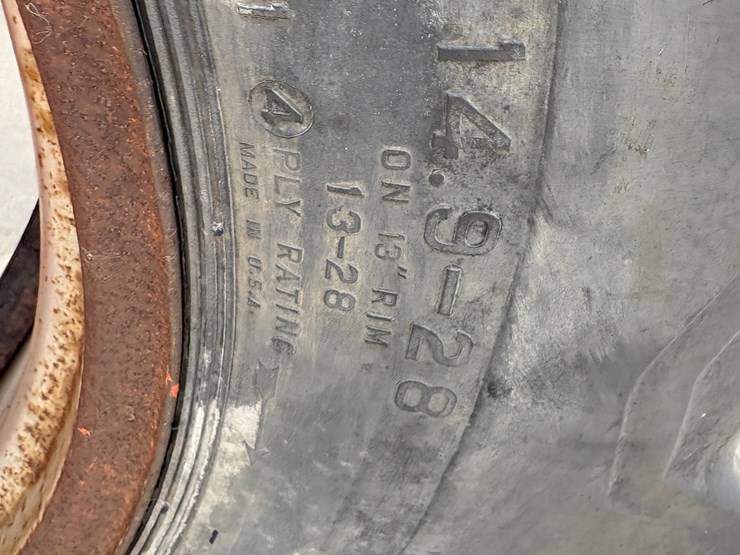 14.9-28
ON 13" RIM
13-28
4 PLY RATING
MADE IN U.S.A.